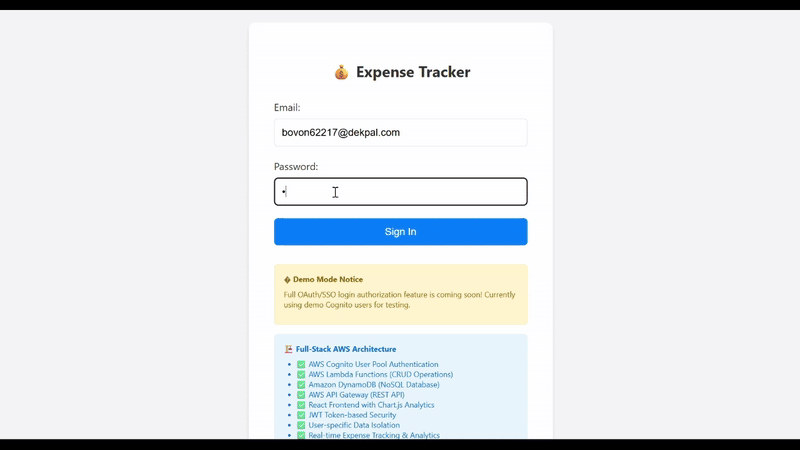 💰 Expense Tracker
Email:
bovon62217@dekpal.com
Password:
•
Sign In
� Demo Mode Notice
Full OAuth/SSO login authorization feature is coming soon! Currently
using demo Cognito users for testing.
Full-Stack AWS Architecture
• ✅ AWS Cognito User Pool Authentication
• ✅ AWS Lambda Functions (CRUD Operations)
• ✅ Amazon DynamoDB (NoSQL Database)
• ✅ AWS API Gateway (REST API)
• ✅ React Frontend with Chart.js Analytics
• ✅ JWT Token-based Security
• ✅ User-specific Data Isolation
• ✅ Real-time Expense Tracking & Analytics